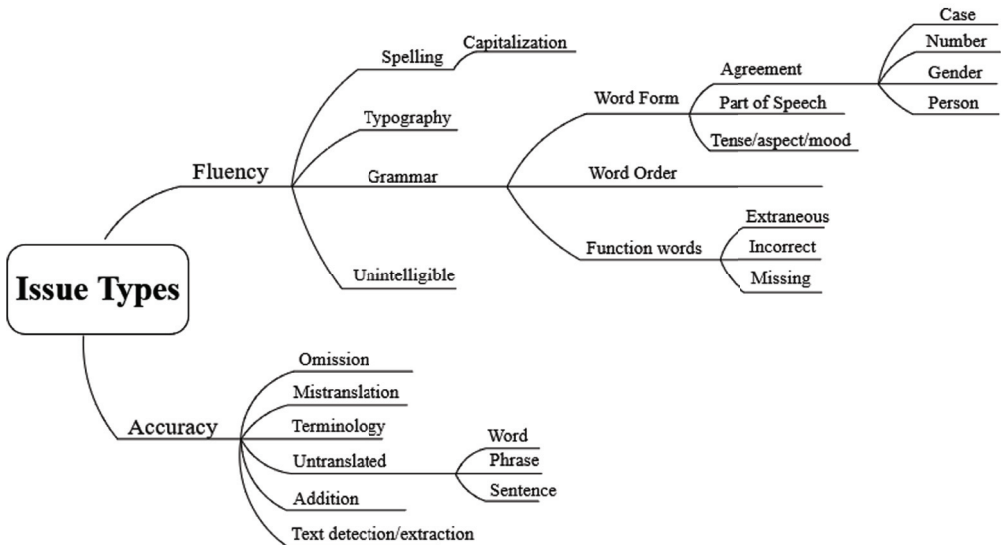 Issue Types
Fluency
Spelling
Capitalization
Typography
Grammar
Word Form
Agreement
Case
Number
Gender
Person
Part of Speech
Tense/aspect/mood
Word Order
Function words
Extraneous
Incorrect
Missing
Unintelligible
Accuracy
Omission
Mistranslation
Terminology
Untranslated
Word
Phrase
Sentence
Addition
Text detection/extraction